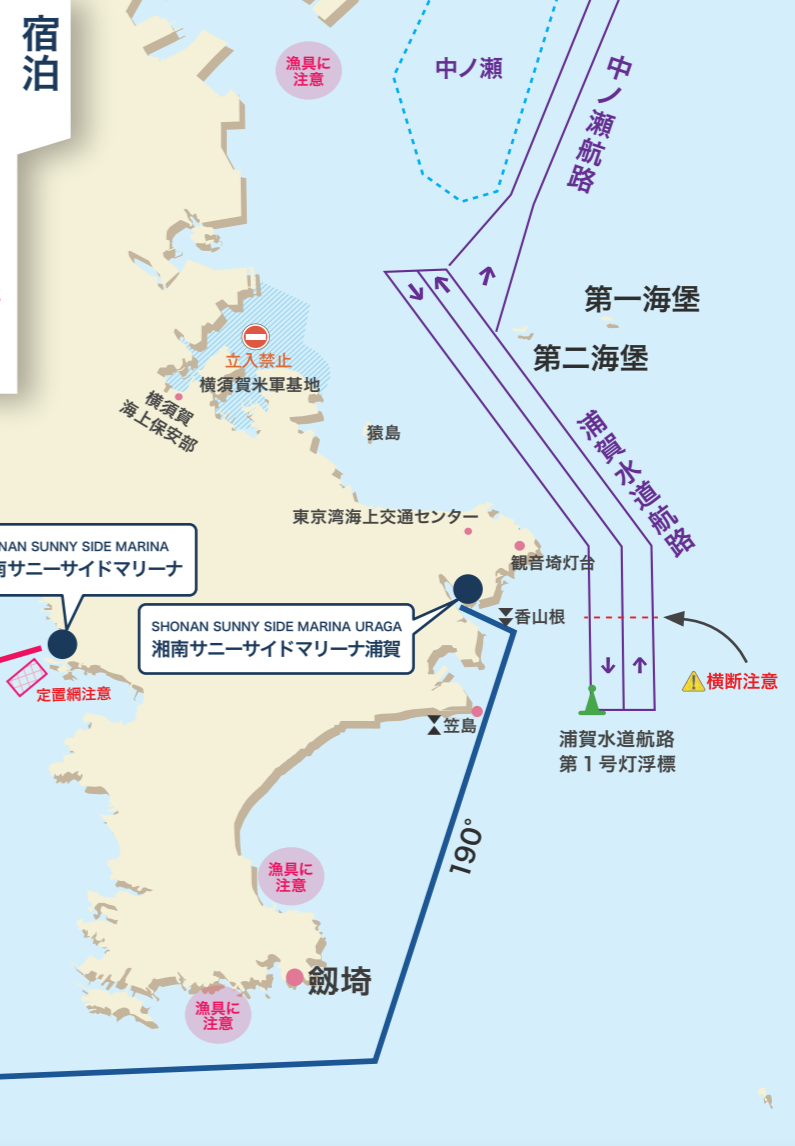 宿泊
漁具に
注意
中ノ瀬
中ノ瀬航路
第一海堡
第二海堡
立入禁止
横須賀米軍基地
横須賀
海上保安部
猿島
浦賀水道航路
東京湾海上交通センター
観音埼灯台
NAN SUNNY SIDE MARINA
南サニーサイドマリーナ
SHONAN SUNNY SIDE MARINA URAGA
湘南サニーサイドマリーナ浦賀
香山根
定置網注意
横断注意
笠島
浦賀水道航路
第1号灯浮標
190°
漁具に
注意
劔埼
漁具に
注意